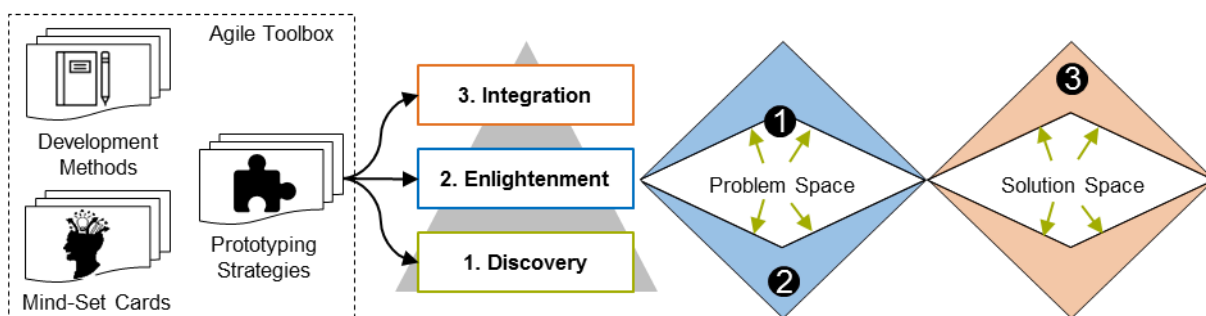 Agile Toolbox
Development
Methods
Mind-Set Cards
Prototyping
Strategies
3. Integration
2. Enlightenment
1. Discovery
1
Problem Space
2
3
Solution Space